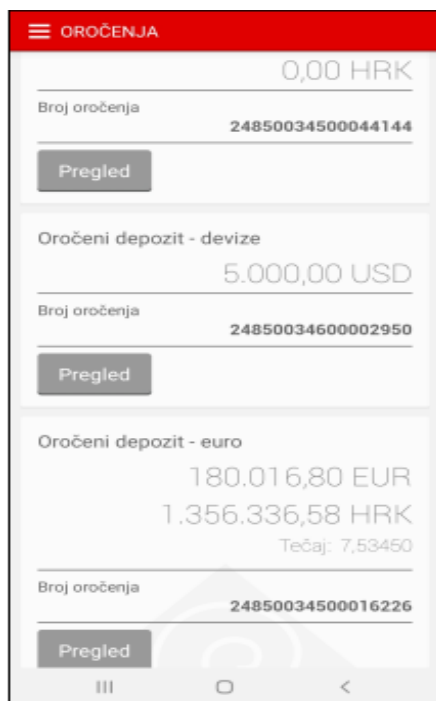 OROČENJA
0,00 HRK
Broj oročenja
24850034500044144
Pregled
Oročeni depozit - devize
5.000,00 USD
Broj oročenja
24850034600002950
Pregled
Oročeni depozit - euro
180.016,80 EUR
1.356.336,58 HRK
Tečaj: 7,53450
Broj oročenja
24850034500016226
Pregled